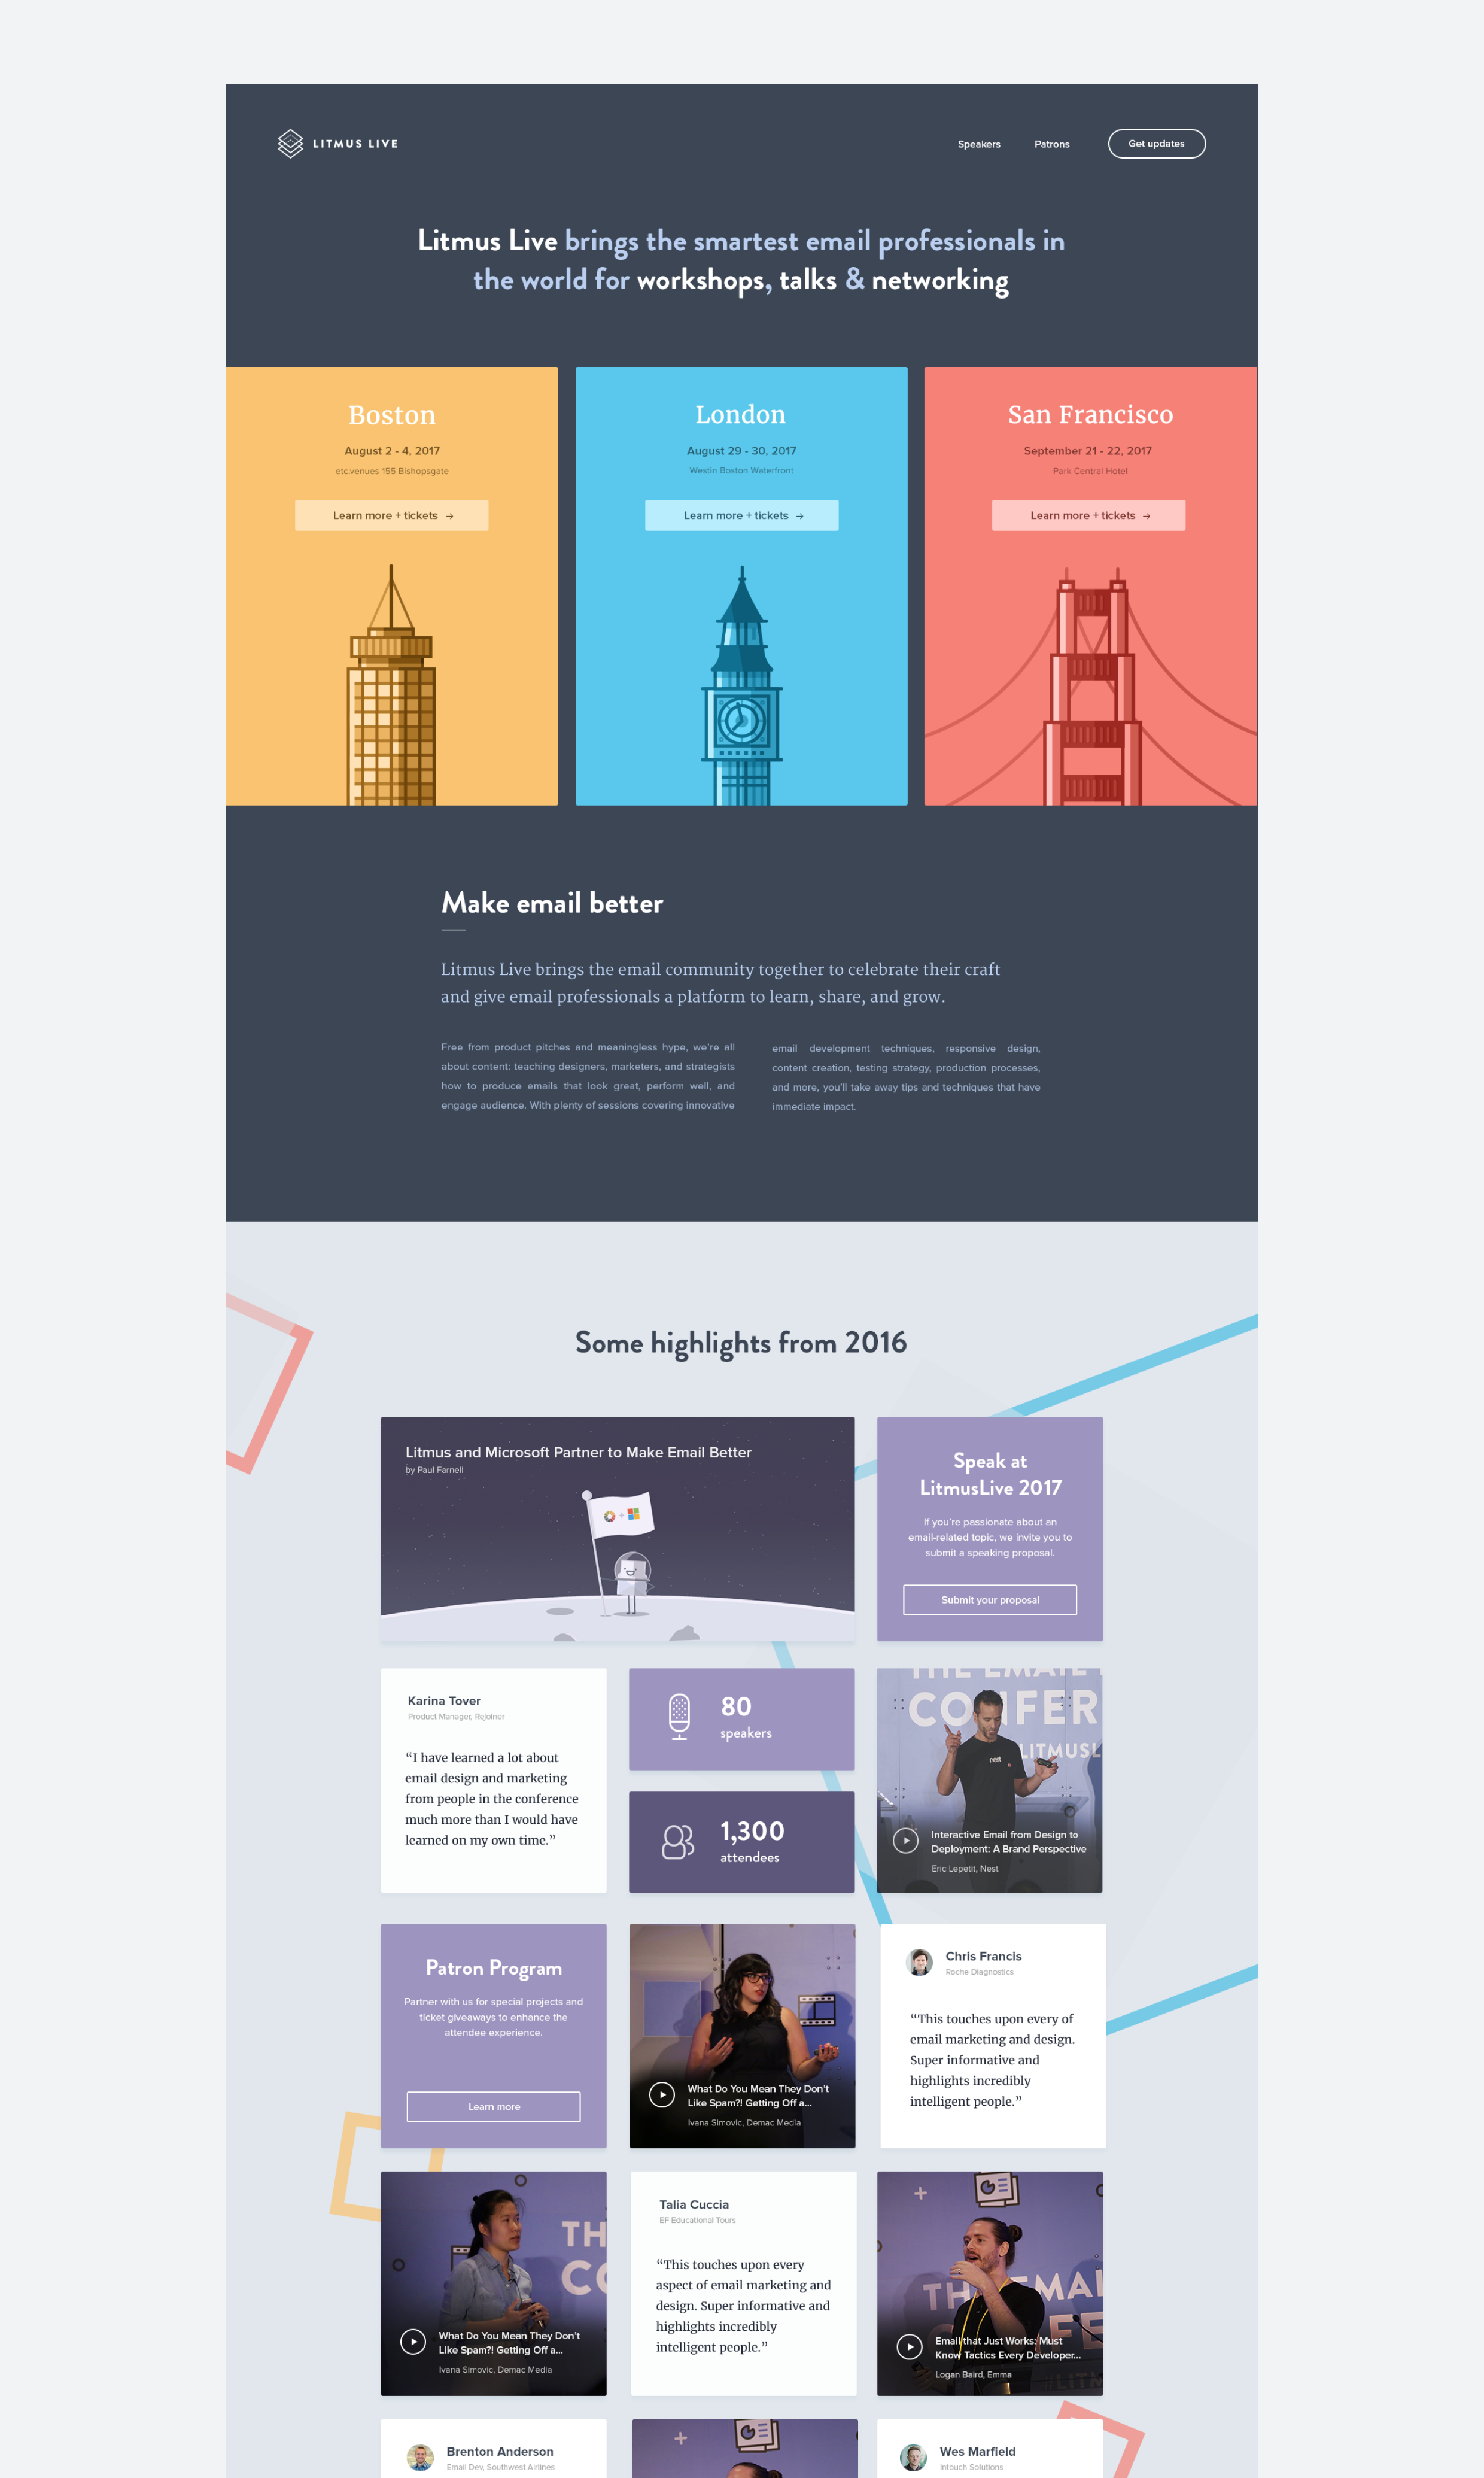 LITMUS LIVE
Speakers
Patrons
Get updates
Litmus Live brings the smartest email professionals in
the world for workshops, talks & networking
Boston
August 2 - 4, 2017
etc.venues 155 Bishopsgate
Learn more + tickets →
London
August 29 - 30, 2017
Westin Boston Waterfront
Learn more + tickets →
San Francisco
September 21 - 22, 2017
Park Central Hotel
Learn more + tickets →
Make email better
Litmus Live brings the email community together to celebrate their craft
and give email professionals a platform to learn, share, and grow.
Free from product pitches and meaningless hype, we're all
about content: teaching designers, marketers, and strategists
how to produce emails that look great, perform well, and
engage audience. With plenty of sessions covering innovative
email development techniques, responsive design,
content creation, testing strategy, production processes,
and more, you'll take away tips and techniques that have
immediate impact.
Some highlights from 2016
Litmus and Microsoft Partner to Make Email Better
by Paul Farnell
+
Speak at
LitmusLive 2017
If you're passionate about an
email-related topic, we invite you to
submit a speaking proposal.
Submit your proposal
Karina Tover
Product Manager, Rejoiner
“I have learned a lot about
email design and marketing
from people in the conference
much more than I would have
learned on my own time.”
80
speakers
1,300
attendees
THE EMAIL
CONFER
LITMUSL
nest
Interactive Email from Design to
Deployment: A Brand Perspective
Eric Lepetit, Nest
Patron Program
Partner with us for special projects and
ticket giveaways to enhance the
attendee experience.
Learn more
What Do You Mean They Don't
Like Spam?! Getting Off a...
Ivana Simovic, Demac Media
Chris Francis
Roche Diagnostics
“This touches upon every of
email marketing and design.
Super informative and
highlights incredibly
intelligent people.”
TH
CO
What Do You Mean They Don't
Like Spam?! Getting Off a...
Ivana Simovic, Demac Media
Talia Cuccia
EF Educational Tours
“This touches upon every
aspect of email marketing and
design. Super informative and
highlights incredibly
intelligent people.”
TH EMAI
FE
Email that Just Works: Must
Know Tactics Every Developer...
Logan Baird, Emma
Brenton Anderson
Email Dev, Southwest Airlines
Wes Marfield
Intouch Solutions